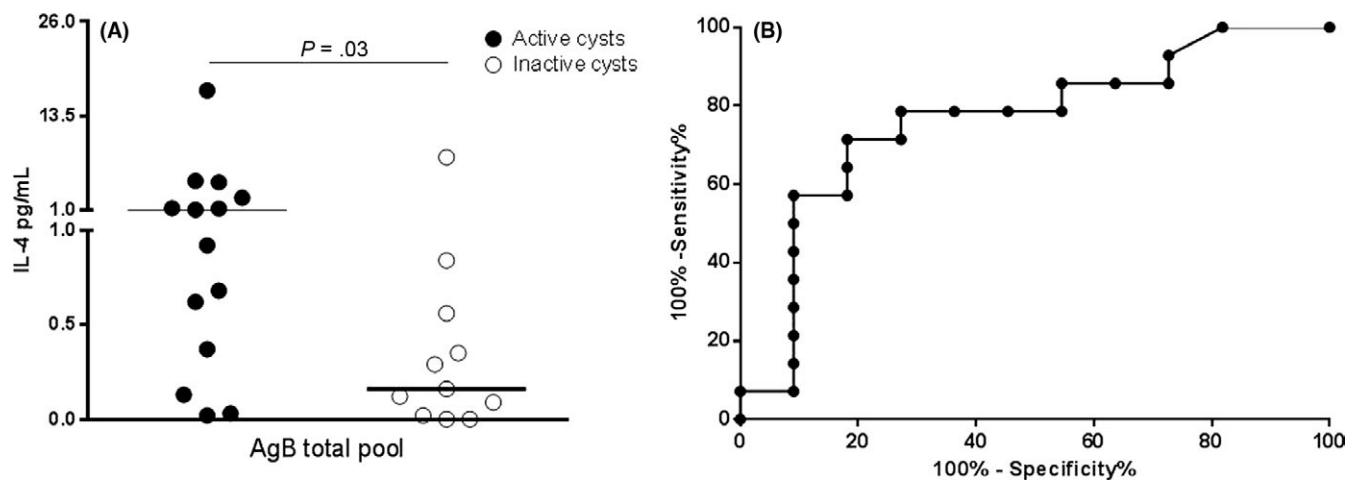 (A)
P = .03
Active cysts
Inactive cysts
IL-4 pg/mL
26.0
13.5
1.0
1.0
0.5
0.0
AgB total pool
(B)
100% -Sensitivity%
100
80
60
40
20
0
0 20 40 60 80 100
100% - Specificity%